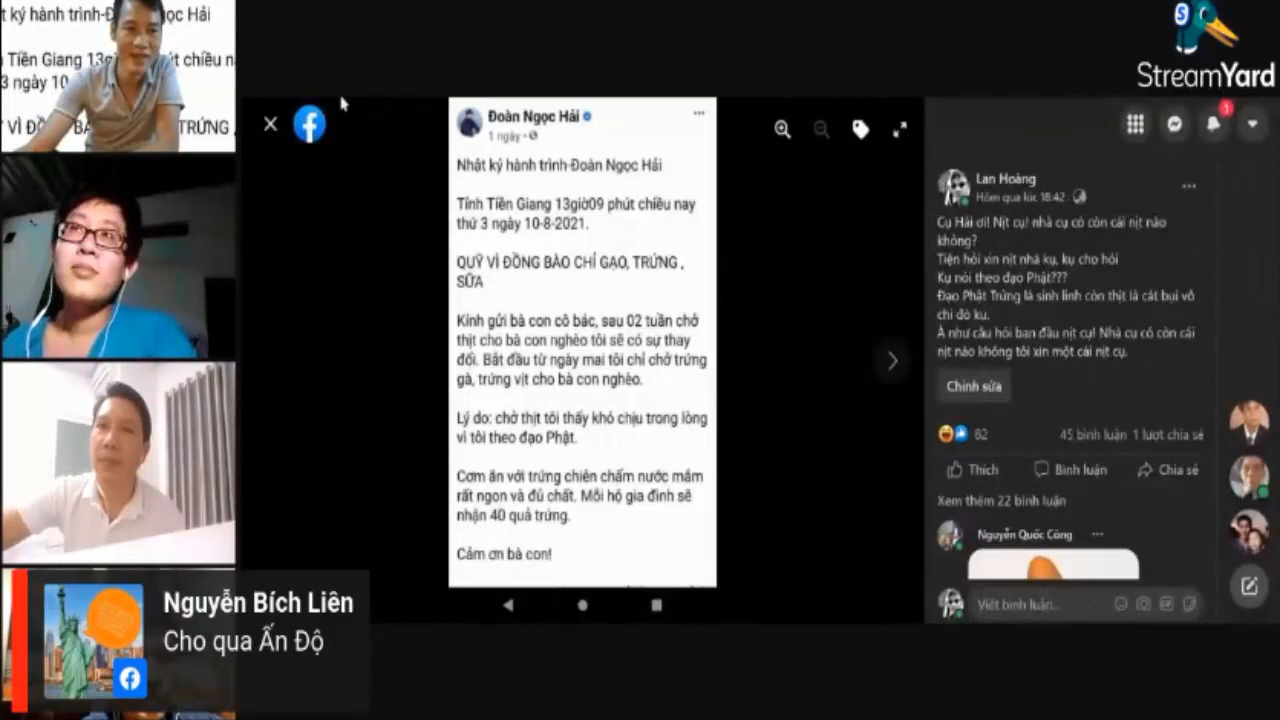 t ký hành trình-Đ
ọc Hải
Tiền Giang 13gi
t chiều n
3 ngày 10
VÌ ĐỒ
BÀ
TRỨNG ,
StreamYard
Đoàn Ngọc Hải
1 ngày
Nhật ký hành trình-Đoàn Ngọc Hải
Tỉnh Tiền Giang 13giờ09 phút chiều nay
thứ 3 ngày 10-8-2021.
QUỸ VÌ ĐỒNG BÀO CHỈ GẠO, TRỨNG ,
SỮA
Kính gửi bà con cô bác, sau 02 tuần chở
thịt cho bà con nghèo tôi sẽ có sự thay
đổi. Bắt đầu từ ngày mai tôi chỉ chở trứng
gà, trứng vịt cho bà con nghèo.
Lý do: chở thịt tôi thấy khó chịu trong lòng
vì tôi theo đạo Phật.
Cơm ăn với trứng chiên chấm nước mắm
rất ngon và đủ chất. Mỗi hộ gia đình sẽ
nhận 40 quả trứng.
Cảm ơn bà con!
1
Lan Hoàng
Hôm qua lúc 18:42
Cụ Hải ơi! Nịt cụ! nhà cụ có còn cái nịt nào
không?
Tiện hỏi xin nịt nhà kụ, kụ cho hỏi
Kụ nói theo đạo Phật???
Đạo Phật Trứng là sinh linh còn thịt là cát bụi vô
chi đó ku.
À như câu hỏi ban đầu nịt cụ! Nhà cụ có còn cái
nịt nào không tôi xin một cái nịt cụ.
Chỉnh sửa
82
45 bình luận 1 lượt chia sẻ
Thích
Bình luận
Chia sẻ
Xem thêm 22 bình luận
Nguyễn Quốc Công
Viết bình luận...
Nguyễn Bích Liên
Cho qua Ấn Độ